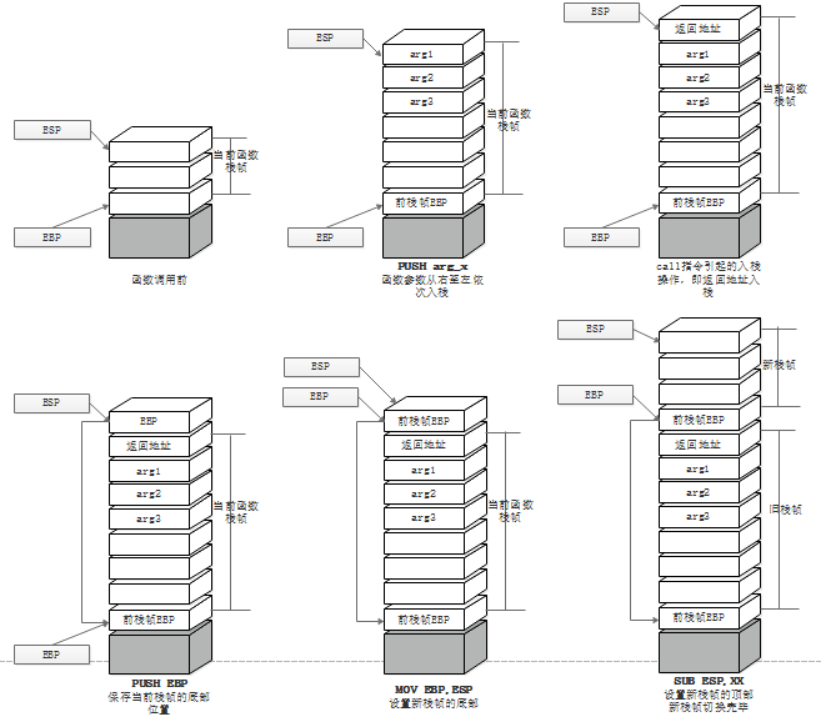 ESP
当前函数
栈帧
EBP
函数调用前
ESP
arg1
arg2
arg3
当前函数
栈帧
前栈帧EBP
EBP
PUSH arg_x
函数参数从右至左依
次入栈
ESP
返回地址
arg1
arg2
arg3
当前函数
栈帧
前栈帧EBP
EBP
call指令引起的入栈
操作，即返回地址入
栈
ESP
EBP
返回地址
arg1
arg2
arg3
当前函数
栈帧
前栈帧EBP
EBP
PUSH EBP
保存当前栈帧的底部
位置
ESP
EBP
前栈帧EBP
返回地址
arg1
arg2
arg3
当前函数
栈帧
前栈帧EBP
MOV EBP,ESP
设置新栈帧的底部
ESP
新栈帧
EBP
前栈帧EBP
返回地址
arg1
arg2
arg3
旧栈帧
前栈帧EBP
SUB ESP,XX
设置新栈帧的顶部
新栈帧切换完毕